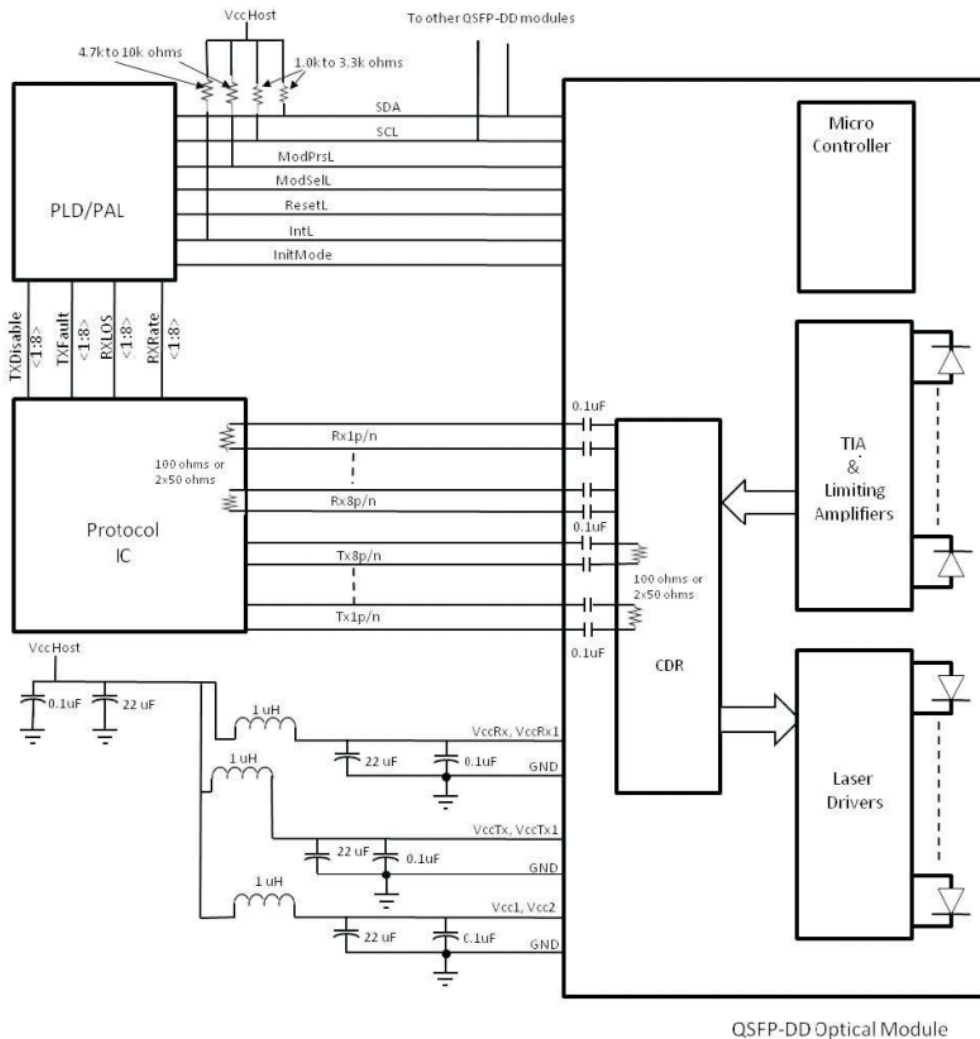 VccHost
To other QSFP-DD modules
4.7k to 10k ohms
1.0k to 3.3k ohms
SDA
SCL
ModPrsL
ModSelL
ResetL
IntL
InitMode
PLD/PAL
Micro
Controller
TXDisable
<1:8>
TXFault
<1:8>
RXLOS
<1:8>
RXRate
<1:8>
0.1uF
Rx1p/n
100 ohms or
2x50 ohms
Rx8p/n
0.1uF
Protocol
IC
Tx8p/n
100 ohms or
2x50 ohms
Tx1p/n
0.1uF
CDR
TIA
&
Limiting
Amplifiers
VccHost
0.1uF
22 uF
1 uH
VccRx, VccRx1
22 uF
0.1uF
GND
1 uH
VccTx, VccTx1
22 uF
0.1uF
GND
1 uH
Vcc1, Vcc2
22 uF
0.1uF
GND
Laser
Drivers
QSFP-DD Optical Module